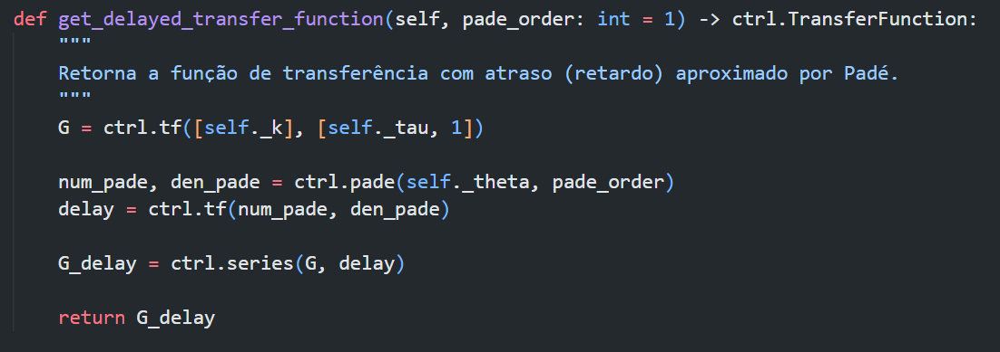 def get_delayed_transfer_function(self, pade_order: int = 1) -> ctrl.TransferFunction:
    """
    Retorna a função de transferência com atraso (retardo) aproximado por Padé.
    """
    G = ctrl.tf([self._k], [self._tau, 1])
    num_pade, den_pade = ctrl.pade(self._theta, pade_order)
    delay = ctrl.tf(num_pade, den_pade)
    G_delay = ctrl.series(G, delay)
    return G_delay